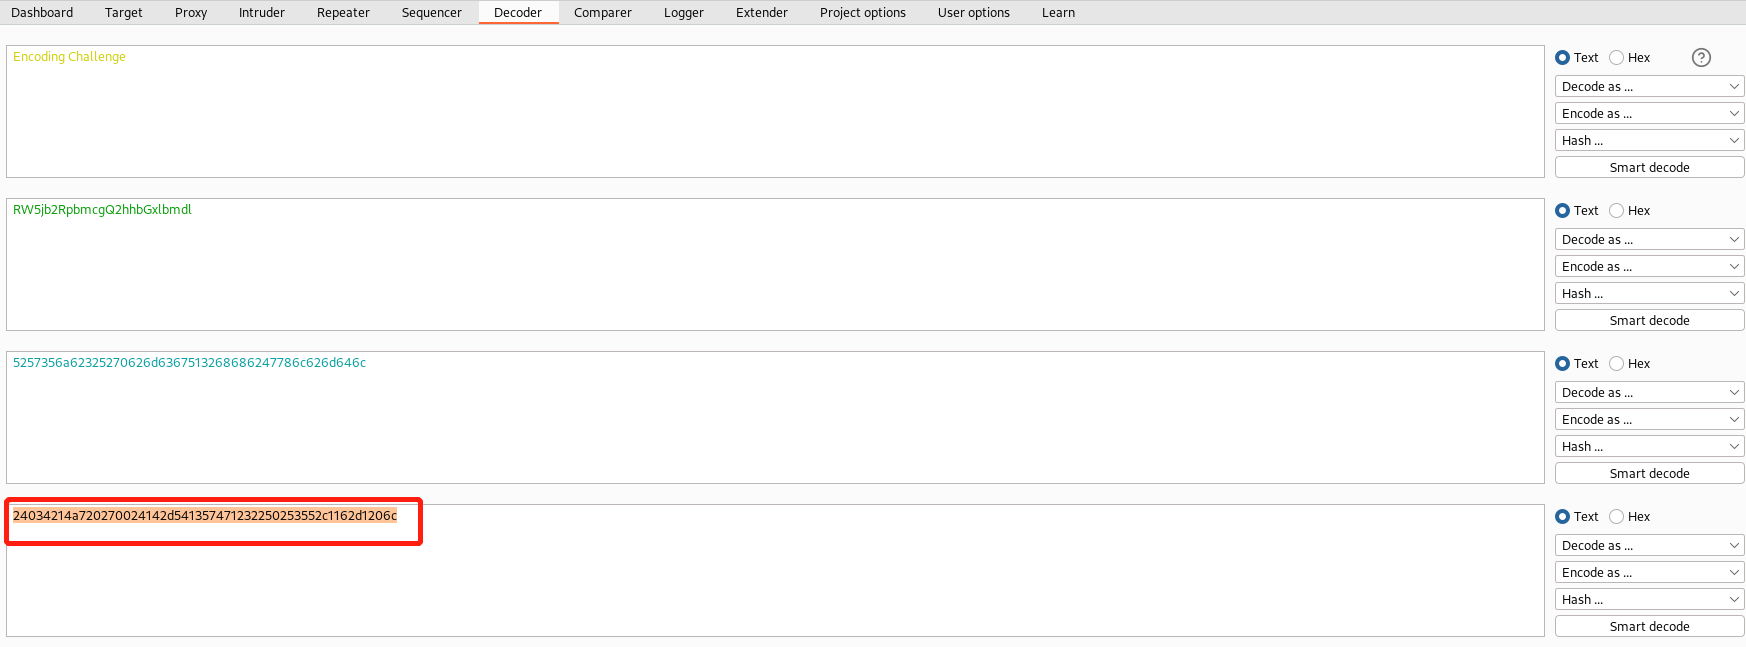 Dashboard Target Proxy Intruder Repeater Sequencer Decoder Comparer Logger Extender Project options User options Learn
Encoding Challenge
Text Hex ?
Decode as ...
Encode as ...
Hash ...
Smart decode
RW5jb2RpbmcgQ2hhbGxlbmdl
Text Hex
Decode as ...
Encode as ...
Hash ...
Smart decode
5257356a62325270626d6367513268686247786c626d646c
Text Hex
Decode as ...
Encode as ...
Hash ...
Smart decode
24034214a720270024142d541357471232250253552c1162d1206c
Text Hex
Decode as ...
Encode as ...
Hash ...
Smart decode